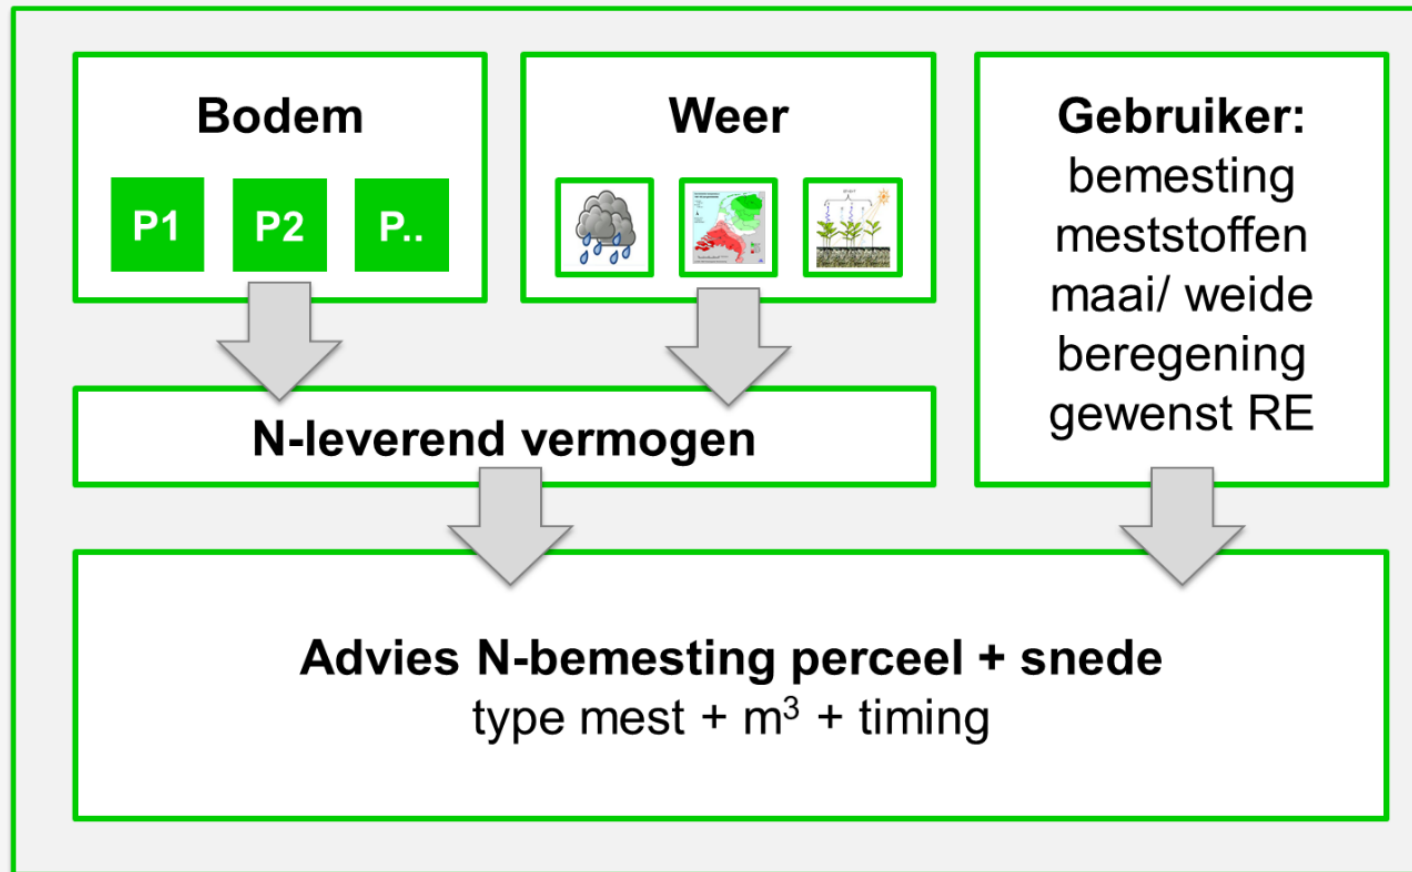 Bodem
P1 P2 P..
Weer
Gebruiker:
bemesting
meststoffen
maai/ weide
beregening
gewenst RE
N-leverend vermogen
Advies N-bemesting perceel + snede
type mest + m³ + timing